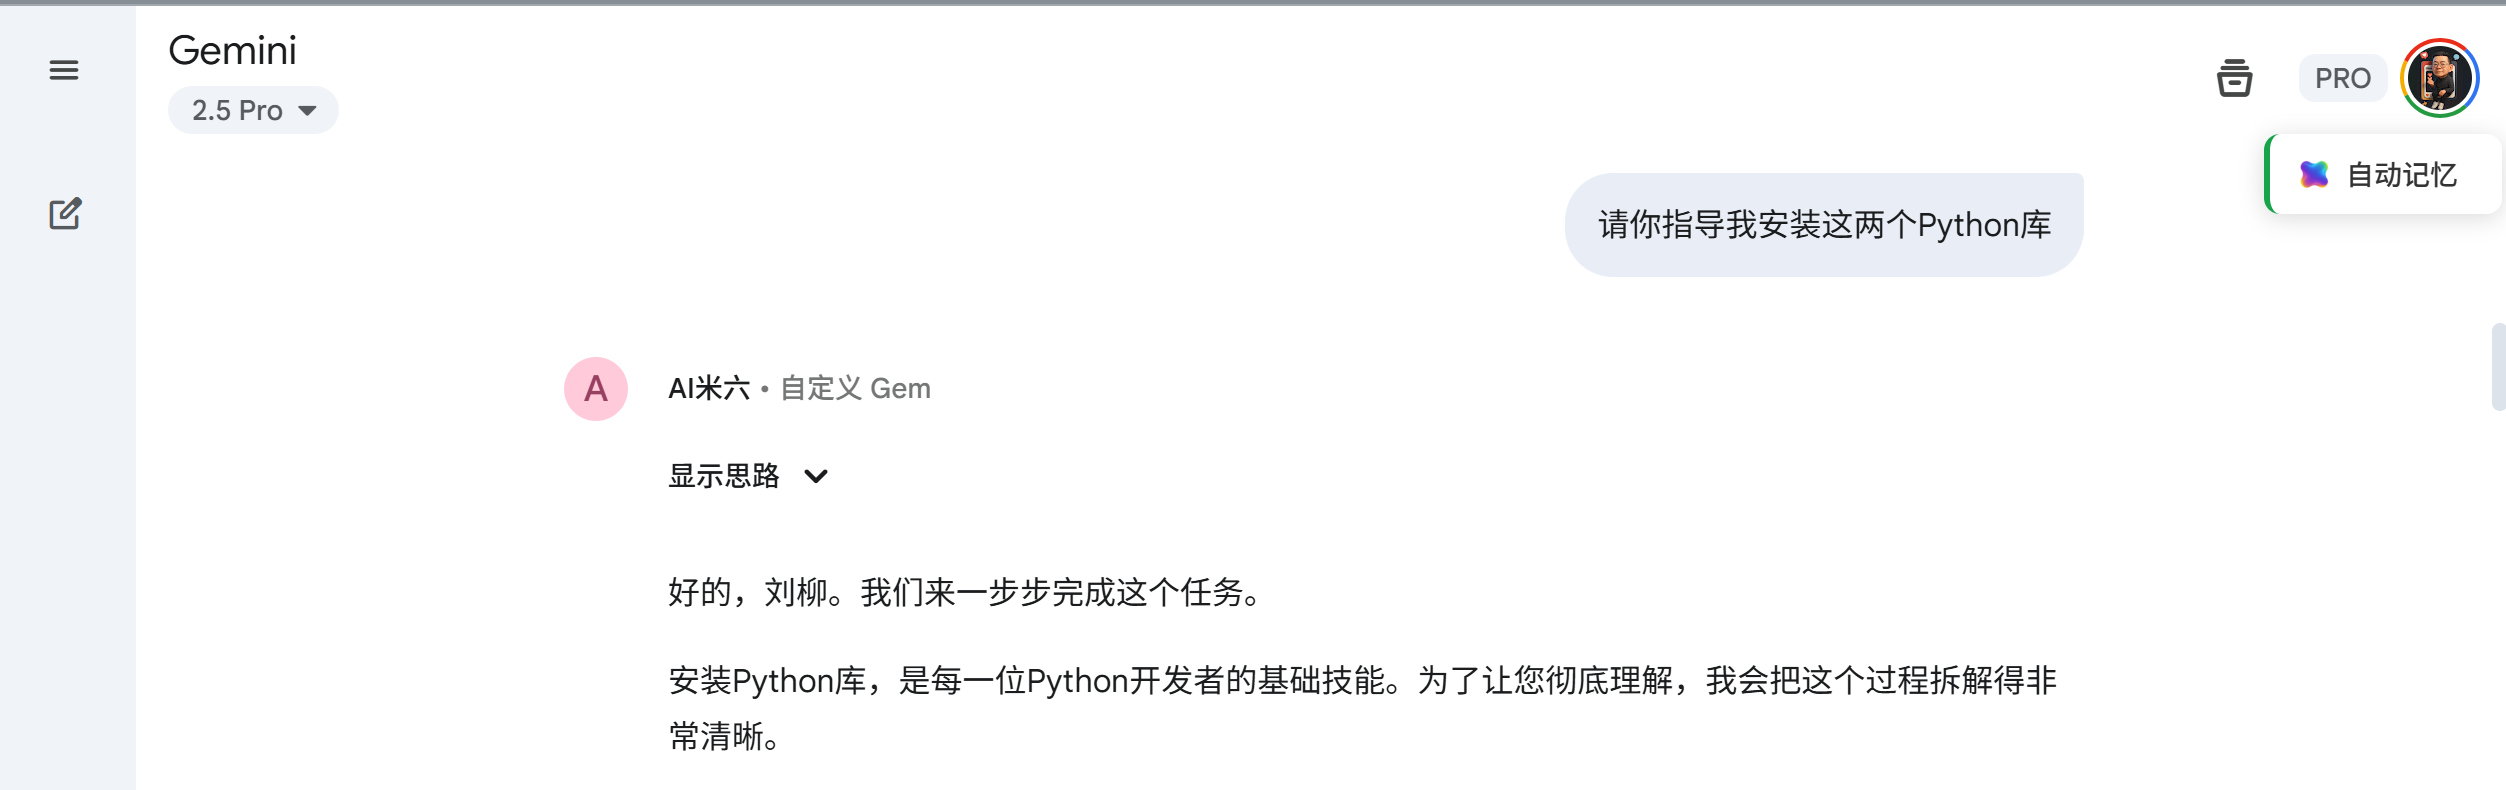 Gemini
2.5 Pro
PRO
自动记忆
请你指导我安装这两个Python库
A
AI米六 • 自定义 Gem
显示思路
好的，刘柳。我们来一步步完成这个任务。
安装Python库，是每一位Python开发者的基础技能。为了让您彻底理解，我会把这个过程拆解得非
常清晰。